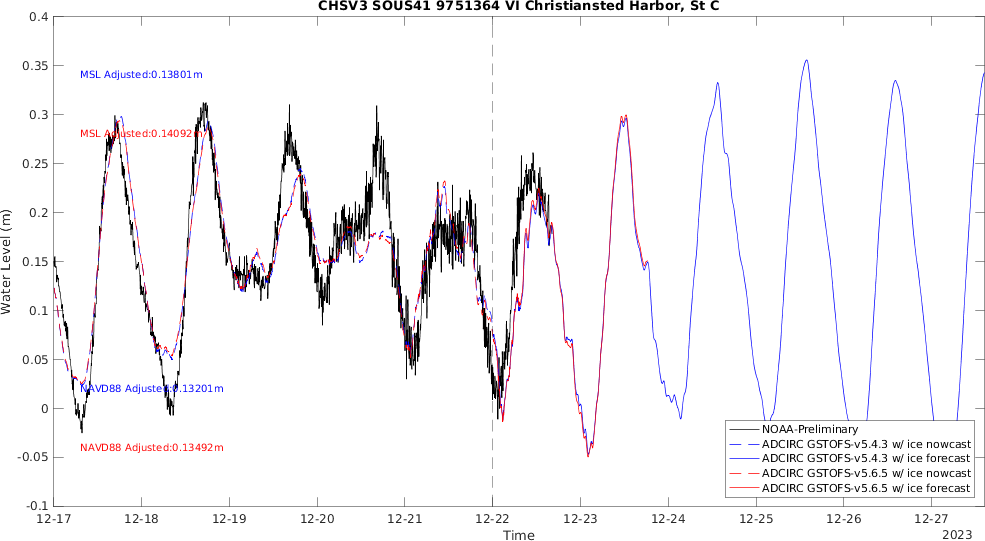 CHSV3 SOUS41 9751364 VI Christiansted Harbor, St C
0.4
0.35
0.3
0.25
0.2
0.15
0.1
0.05
0
-0.05
-0.1
Water Level (m)
MSL Adjusted:0.13801m
MSL Adjusted:0.14092m
NAVD88 Adjusted:0.13201m
NAVD88 Adjusted:0.13492m
NOAA-Preliminary
ADCIRC GSTOFS-v5.4.3 w/ ice nowcast
ADCIRC GSTOFS-v5.4.3 w/ ice forecast
ADCIRC GSTOFS-v5.6.5 w/ ice nowcast
ADCIRC GSTOFS-v5.6.5 w/ ice forecast
12-17 12-18 12-19 12-20 12-21 12-22 12-23 12-24 12-25 12-26 12-27
Time
2023